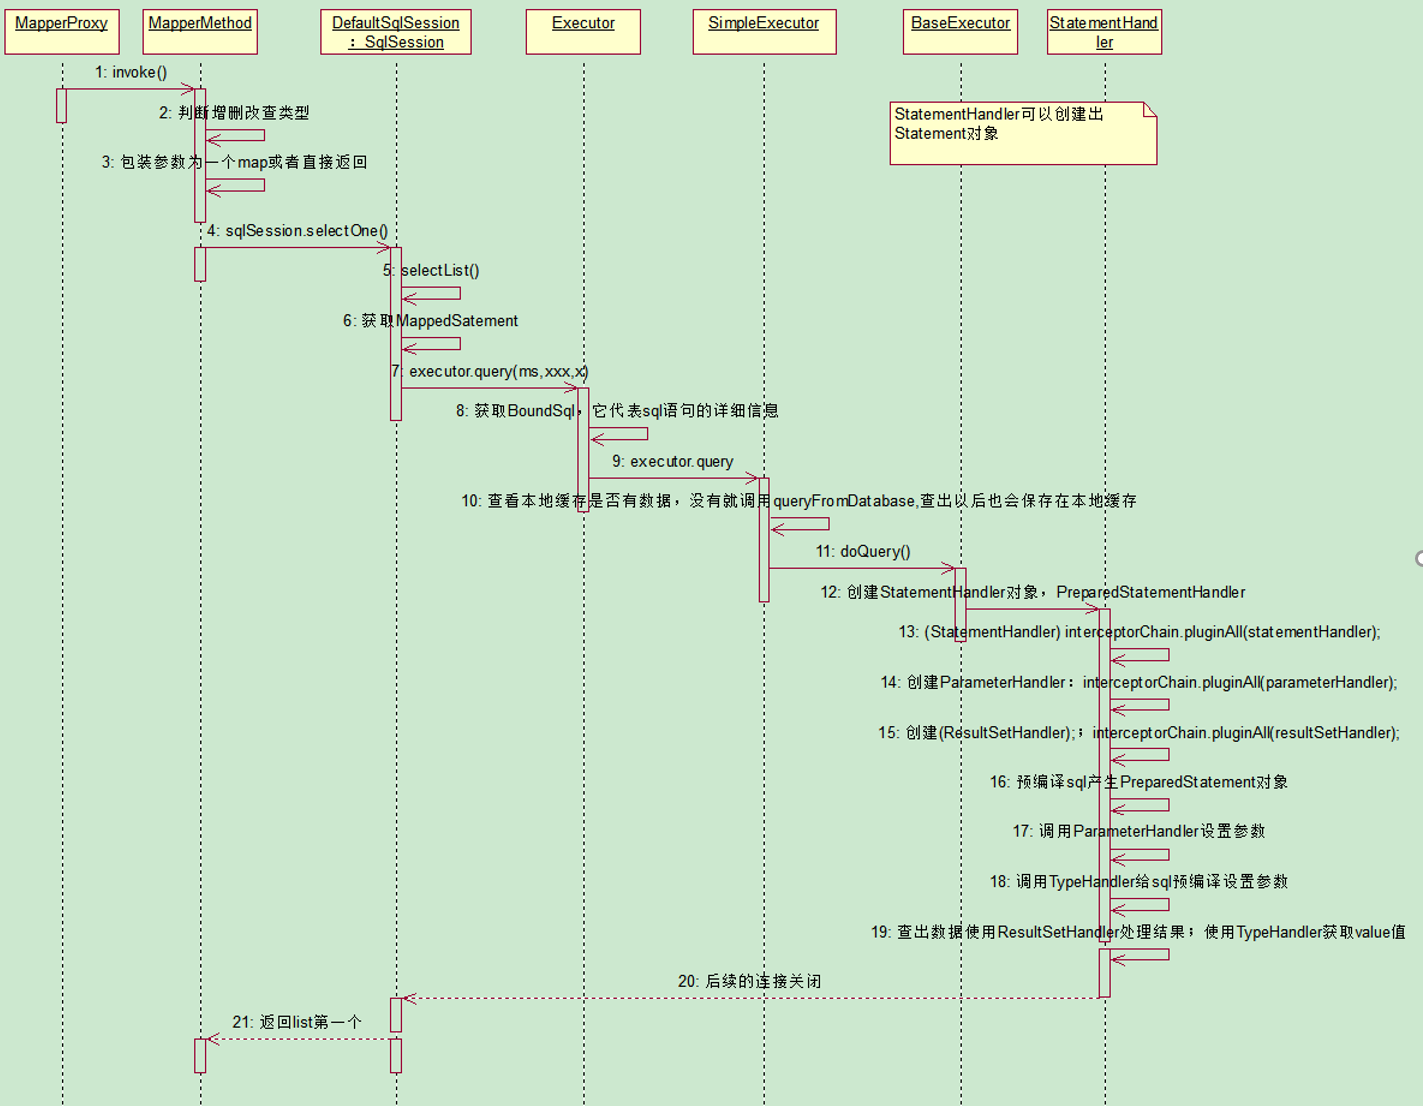 MapperProxy
MapperMethod
DefaultSqlSession
：SqlSession
Executor
SimpleExecutor
BaseExecutor
StatementHand
ler
1: invoke()
StatementHandler可以创建出
Statement对象
2: 判断增删改查类型
3: 包装参数为一个map或者直接返回
4: sqlSession.selectOne()
5: selectList()
6: 获取MappedSatement
7: executor.query(ms,xxx,x)
8: 获取BoundSql，它代表sql语句的详细信息
9: executor.query
10: 查看本地缓存是否有数据，没有就调用queryFromDatabase,查出以后也会保存在本地缓存
11: doQuery()
12: 创建StatementHandler对象，PreparedStatementHandler
13: (StatementHandler) interceptorChain.pluginAll(statementHandler);
14: 创建ParameterHandler：interceptorChain.pluginAll(parameterHandler);
15: 创建(ResultSetHandler);；interceptorChain.pluginAll(resultSetHandler);
16: 预编译sql产生PreparedStatement对象
17: 调用ParameterHandler设置参数
18: 调用TypeHandler给sql预编译设置参数
19: 查出数据使用ResultSetHandler处理结果；使用TypeHandler获取value值
20: 后续的连接关闭
21: 返回list第一个